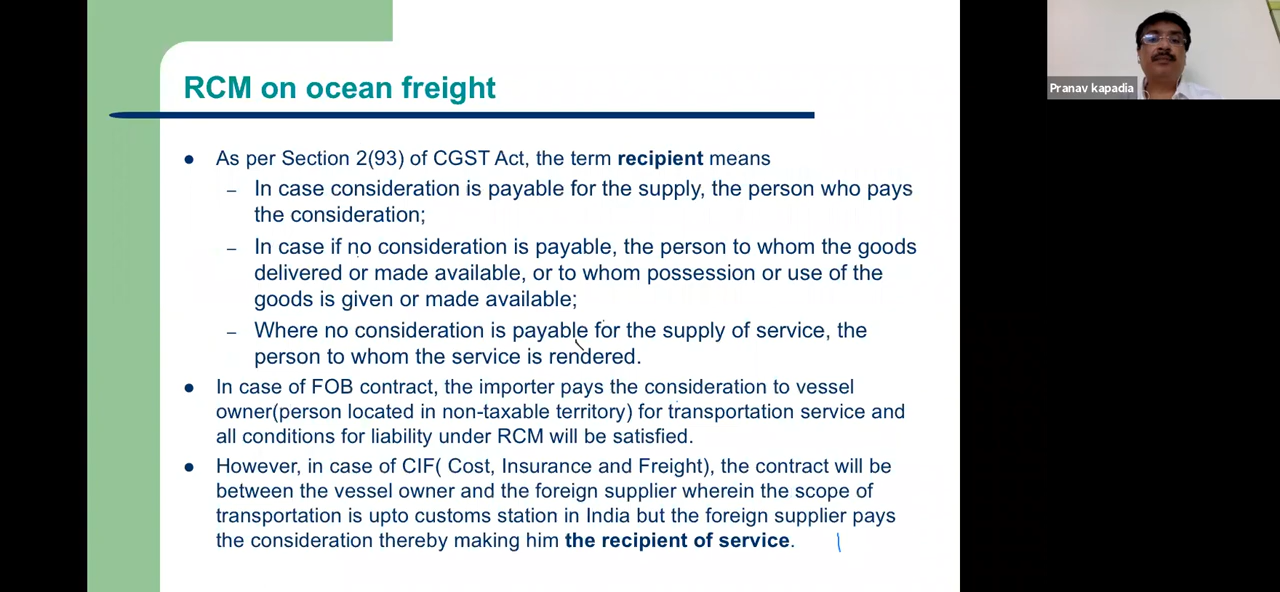 RCM on ocean freight
Pranav kapadia
● As per Section 2(93) of CGST Act, the term recipient means
– In case consideration is payable for the supply, the person who pays
the consideration;
– In case if no consideration is payable, the person to whom the goods
delivered or made available, or to whom possession or use of the
goods is given or made available;
– Where no consideration is payable for the supply of service, the
person to whom the service is rendered.
● In case of FOB contract, the importer pays the consideration to vessel
owner(person located in non-taxable territory) for transportation service and
all conditions for liability under RCM will be satisfied.
● However, in case of CIF( Cost, Insurance and Freight), the contract will be
between the vessel owner and the foreign supplier wherein the scope of
transportation is upto customs station in India but the foreign supplier pays
the consideration thereby making him the recipient of service.